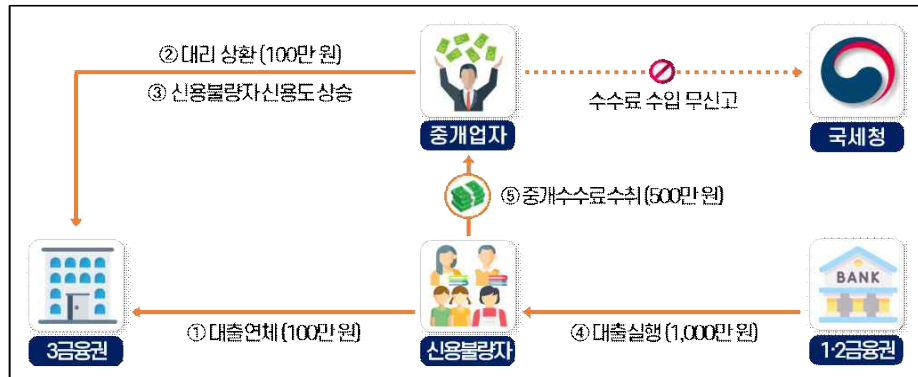 ② 대리 상환 (100만 원)
③ 신용불량자 신용도 상승
수수료 수입 무신고
중개업자
국세청
⑤ 중개수수료 수취 (500만 원)
BANK
① 대출연체 (100만 원)
④ 대출실행 (1,000만 원)
3금융권
신용불량자
1·2금융권